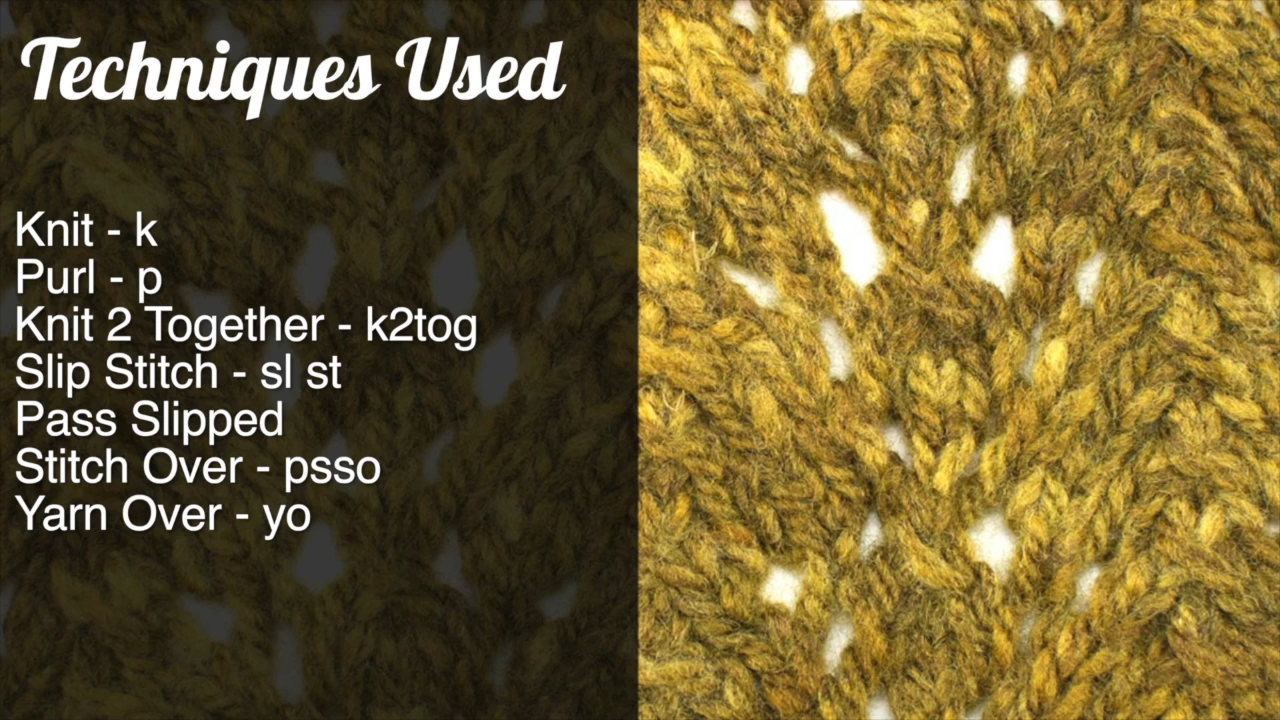 Techniques Used
Knit - k
Purl - p
Knit 2 Together - k2tog
Slip Stitch - sl st
Pass Slipped
Stitch Over - psso
Yarn Over - yo